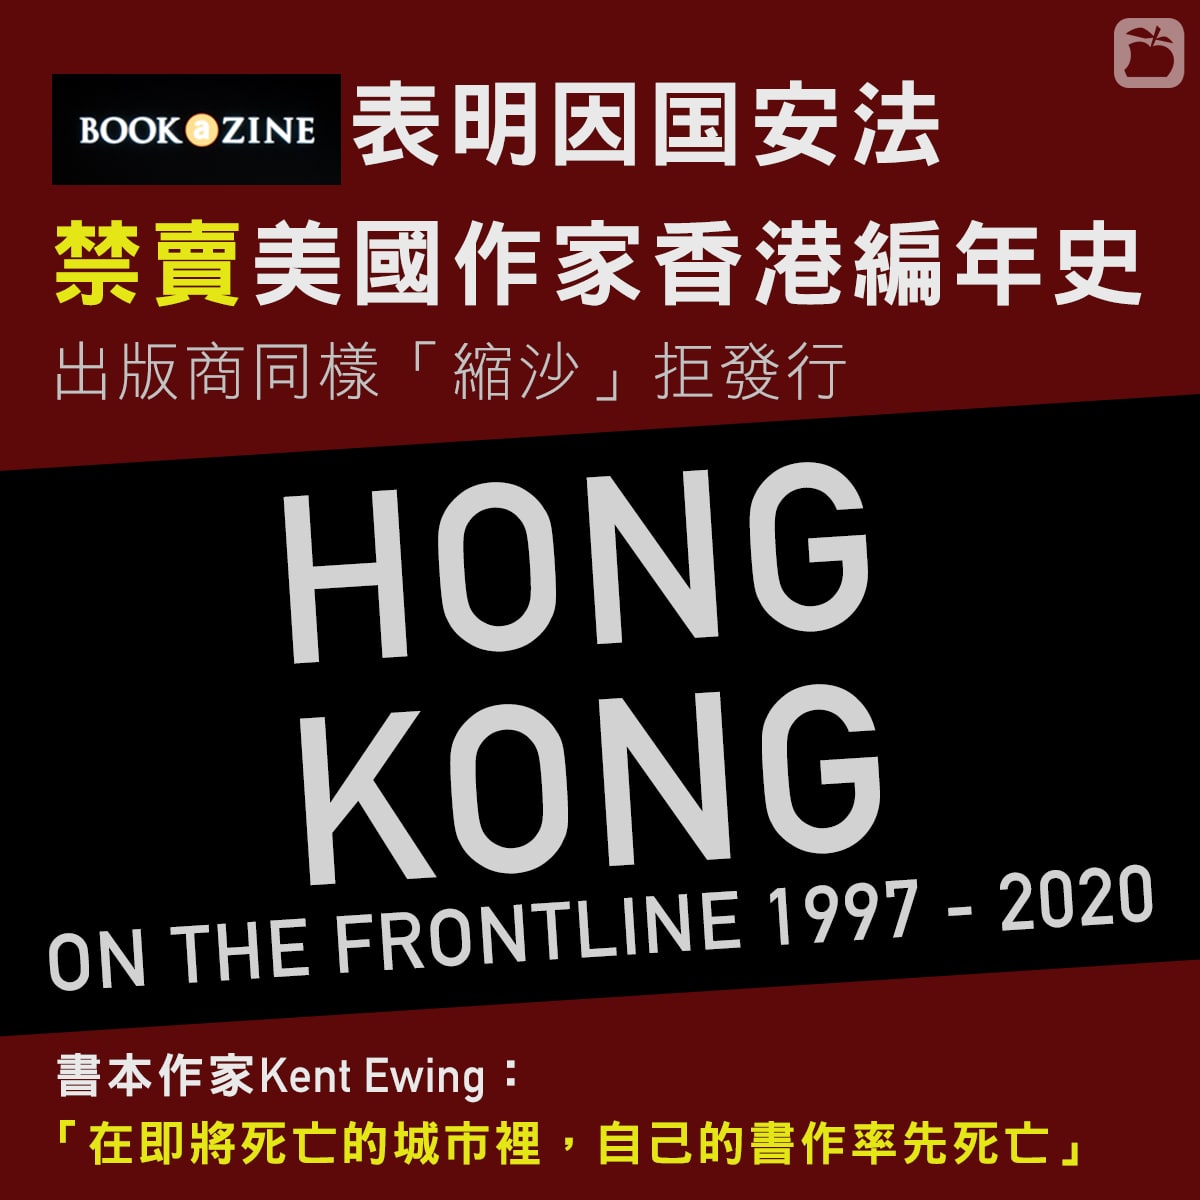 BOOKaZINE 表明因国安法
禁賣美國作家香港編年史
出版商同樣「縮沙」拒發行
HONG
KONG
ON THE FRONTLINE 1997 - 2020
書本作家Kent Ewing：
「在即將死亡的城市裡，自己的書作率先死亡」